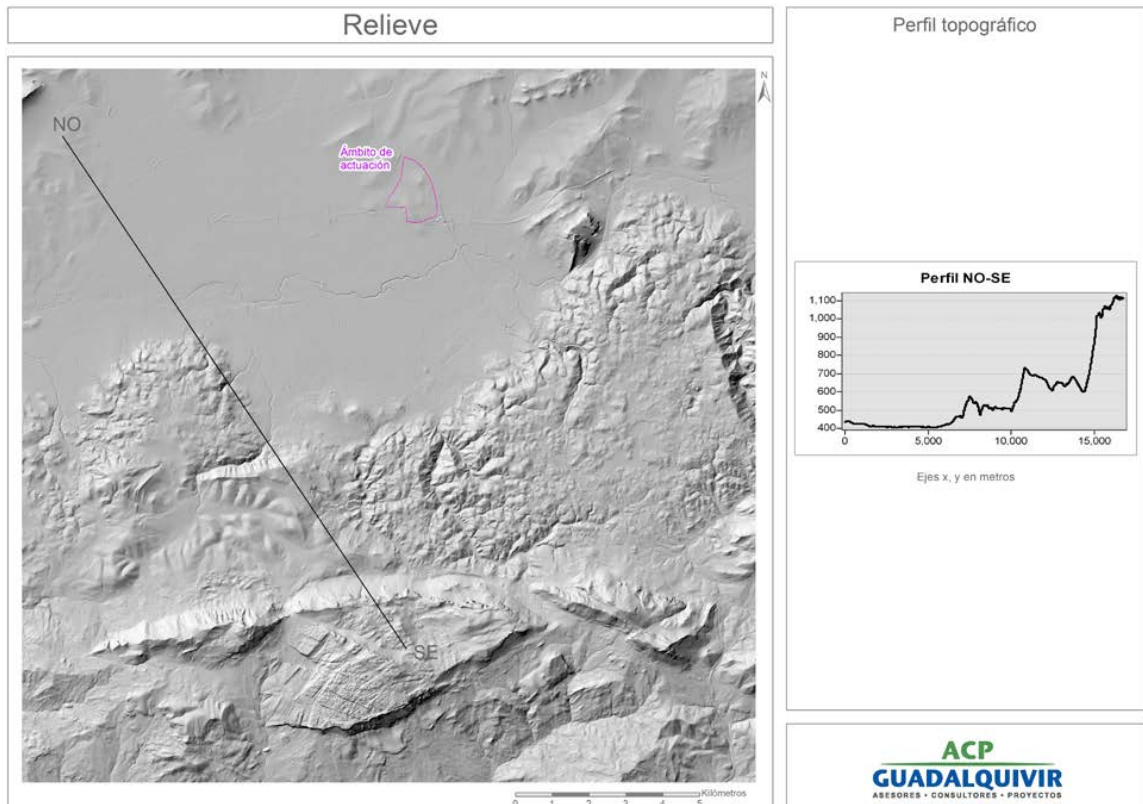 Relieve
Perfil topográfico
N
NO
Ámbito de
actuación
SE
Perfil NO-SE
1,100
1,000
900
800
700
600
500
400
0
5,000
10,000
15,000
Ejes x, y en metros
Kilómetros
0 1 2 3 4 5
ACP
GUADALQUIVIR
ASESORES • CONSULTORES • PROYECTOS